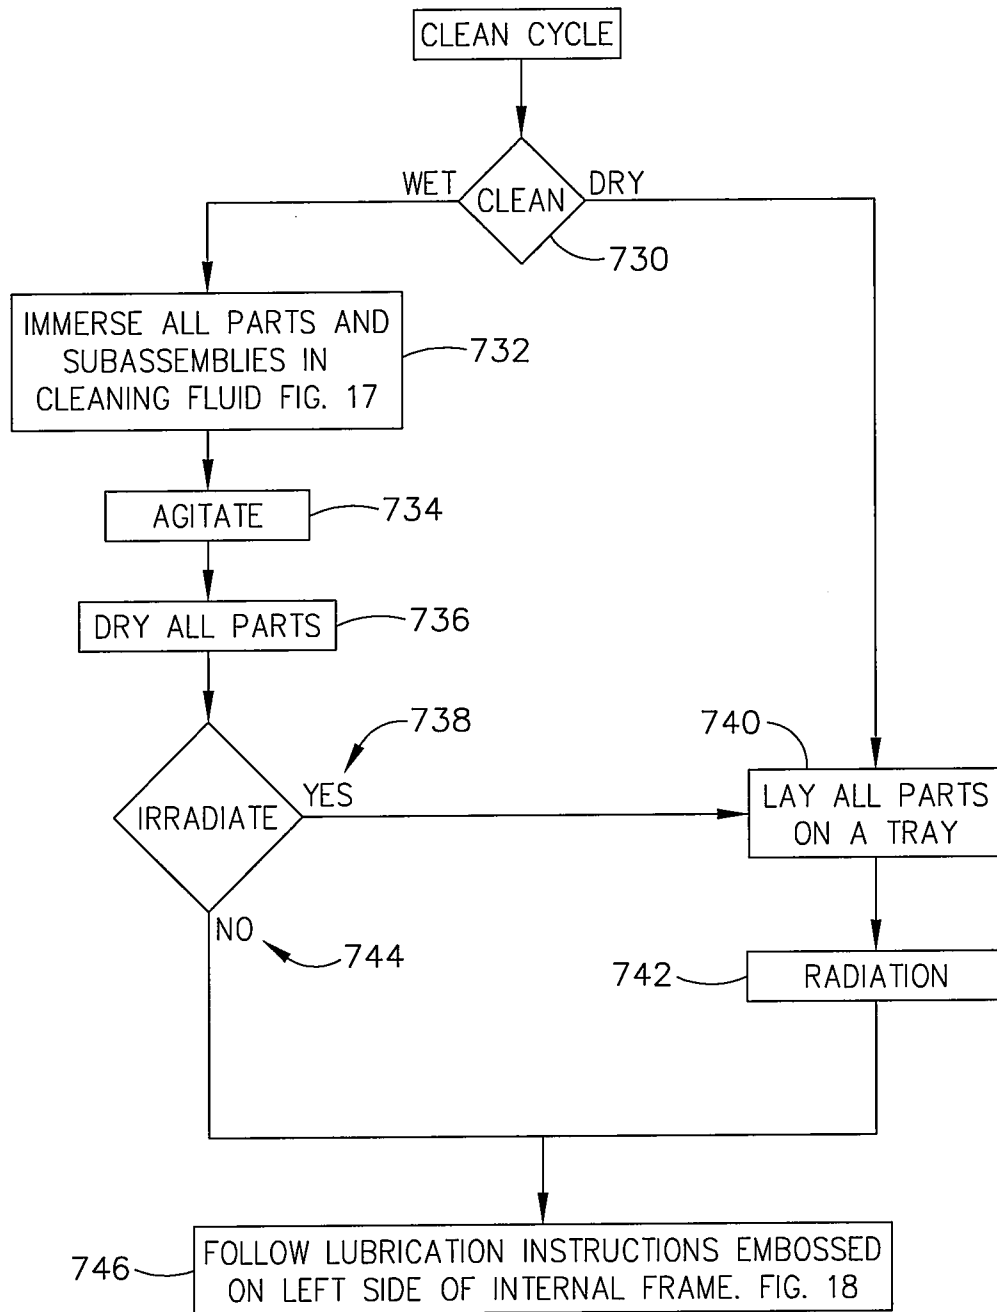 CLEAN CYCLE
WET
CLEAN
DRY
730
IMMERSE ALL PARTS AND
SUBASSEMBLIES IN
CLEANING FLUID FIG. 17
732
AGITATE
734
DRY ALL PARTS
736
738
YES
IRRADIATE
740
LAY ALL PARTS
ON A TRAY
NO
744
742
RADIATION
746
FOLLOW LUBRICATION INSTRUCTIONS EMBOSSED
ON LEFT SIDE OF INTERNAL FRAME. FIG. 18